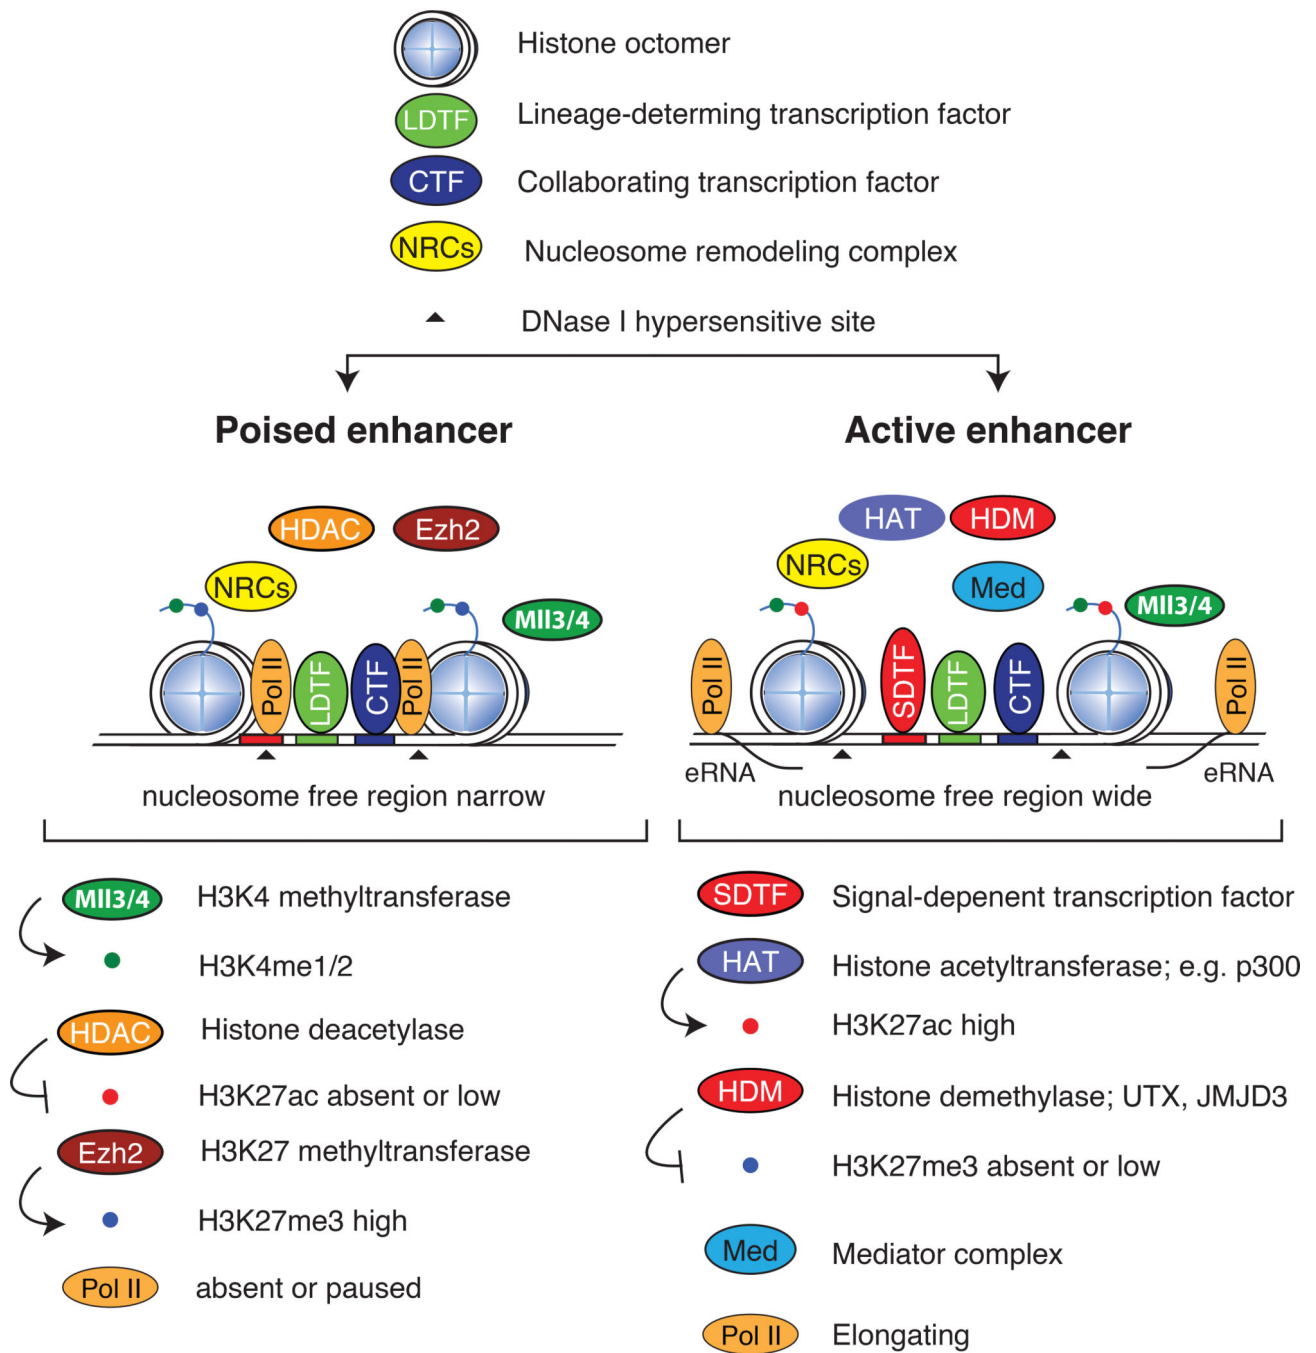 Histone octomer
LDTF
Lineage-determing transcription factor
CTF
Collaborating transcription factor
NRCs
Nucleosome remodeling complex
DNase I hypersensitive site
Poised enhancer
HDAC
Ezh2
NRCs
Mll3/4
Pol II
LDTF
CTF
Pol II
nucleosome free region narrow
Mll3/4
H3K4 methyltransferase
H3K4me1/2
HDAC
Histone deacetylase
H3K27ac absent or low
Ezh2
H3K27 methyltransferase
H3K27me3 high
Pol II
absent or paused
Active enhancer
HAT
HDM
NRCs
Med
Mll3/4
Pol II
SDTF
LDTF
CTF
Pol II
eRNA
eRNA
nucleosome free region wide
SDTF
Signal-depenent transcription factor
HAT
Histone acetyltransferase; e.g. p300
H3K27ac high
HDM
Histone demethylase; UTX, JMJD3
H3K27me3 absent or low
Med
Mediator complex
Pol II
Elongating